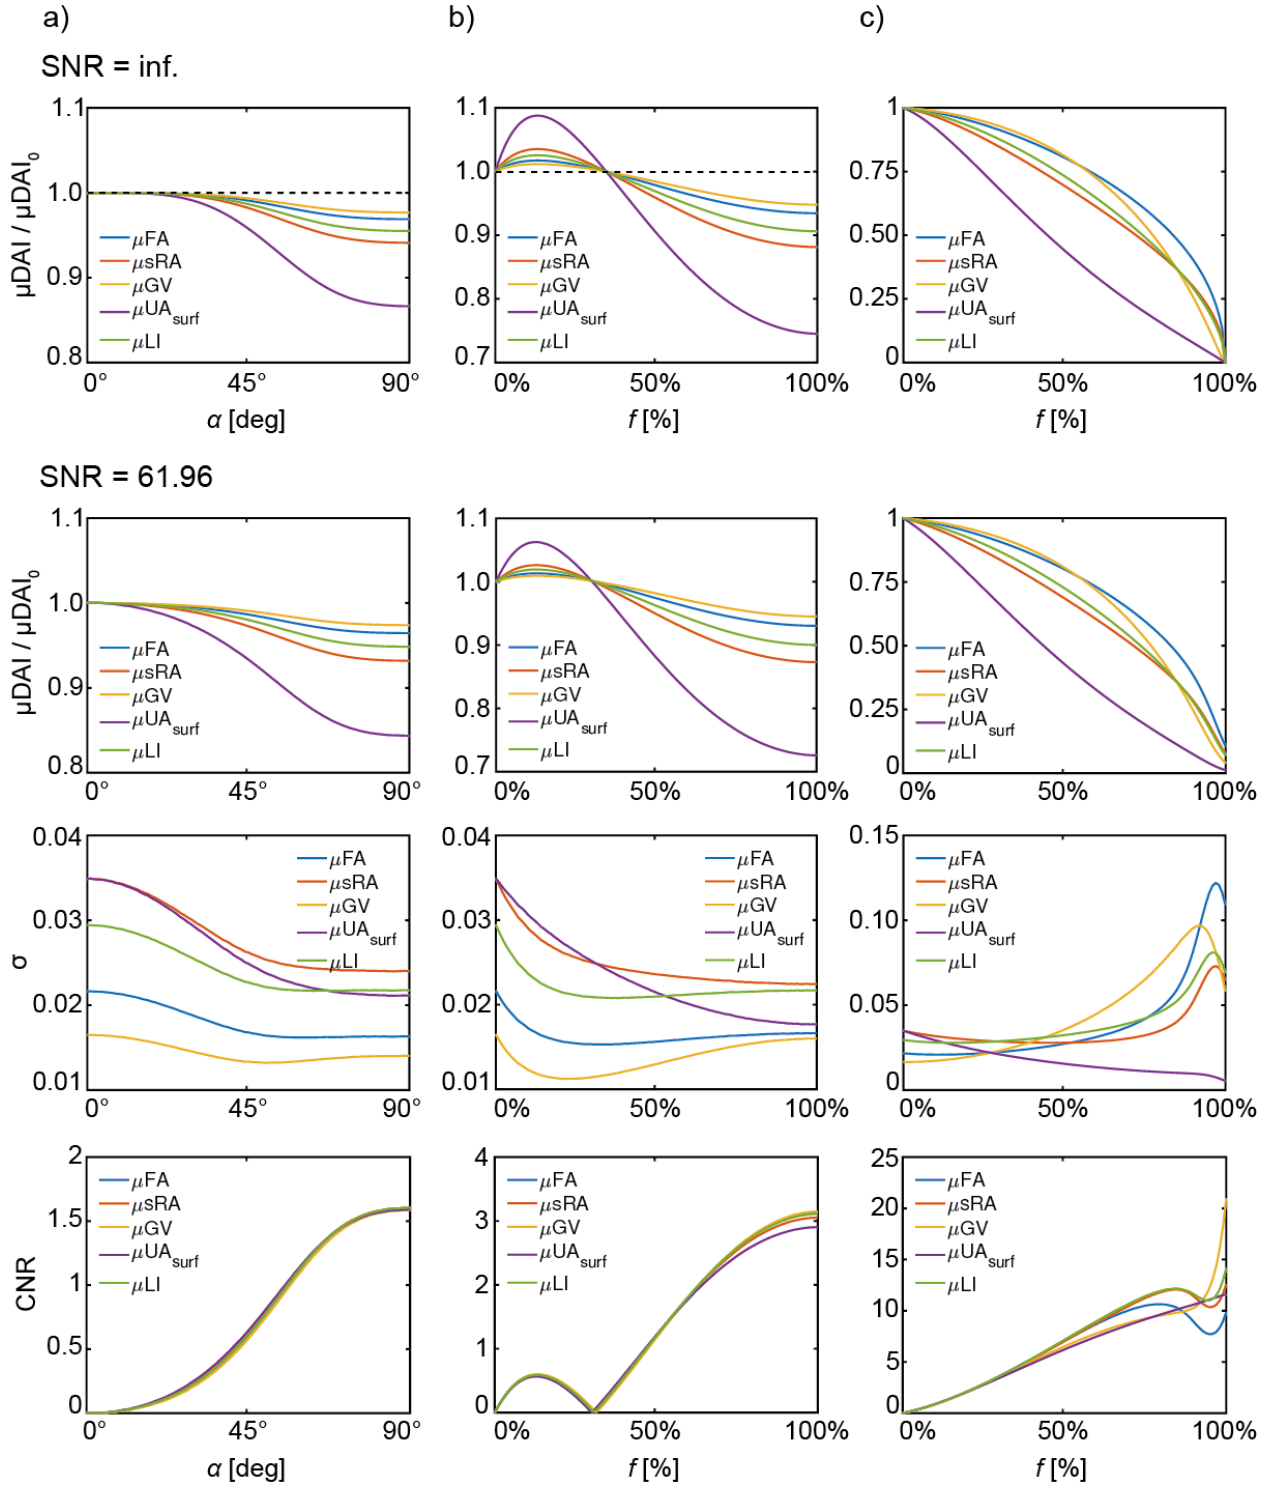 a) b) c)
SNR = inf.
μDAI / μDAI0
1.1
1.0
0.9
0.8
μFA
μsRA
μGV
μUAsurf
μLI
0° 45° 90°
α [deg]
1.1
1.0
0.9
0.8
0.7
μFA
μsRA
μGV
μUAsurf
μLI
0% 50% 100%
f [%]
1
0.75
0.50
0.25
0
μFA
μsRA
μGV
μUAsurf
μLI
0% 50% 100%
f [%]
SNR = 61.96
μDAI / μDAI0
1.1
1.0
0.9
0.8
μFA
μsRA
μGV
μUAsurf
μLI
0° 45° 90°
1.1
1.0
0.9
0.8
0.7
μFA
μsRA
μGV
μUAsurf
μLI
0% 50% 100%
1
0.75
0.50
0.25
0
μFA
μsRA
μGV
μUAsurf
μLI
0% 50% 100%
σ
0.04
0.03
0.02
0.01
μFA
μsRA
μGV
μUAsurf
μLI
0° 45° 90°
0.04
0.03
0.02
0.01
μFA
μsRA
μGV
μUAsurf
μLI
0% 50% 100%
0.15
0.10
0.05
0
μFA
μsRA
μGV
μUAsurf
μLI
0% 50% 100%
CNR
2
1.5
1
0.5
0
μFA
μsRA
μGV
μUAsurf
μLI
0° 45° 90°
α [deg]
4
3
2
1
0
μFA
μsRA
μGV
μUAsurf
μLI
0% 50% 100%
f [%]
25
20
15
10
5
0
μFA
μsRA
μGV
μUAsurf
μLI
0% 50% 100%
f [%]